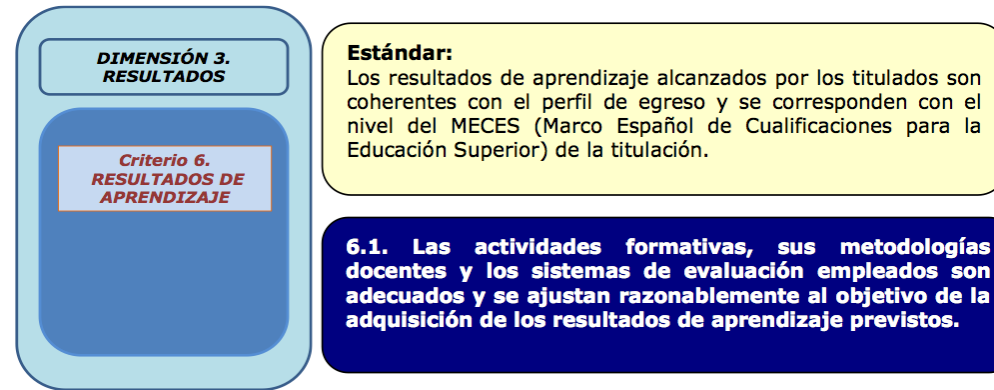 DIMENSIÓN 3.
RESULTADOS
Criterio 6.
RESULTADOS DE
APRENDIZAJE
Estándar:
Los resultados de aprendizaje alcanzados por los titulados son
coherentes con el perfil de egreso y se corresponden con el
nivel del MECES (Marco Español de Cualificaciones para la
Educación Superior) de la titulación.
6.1. Las actividades formativas, sus metodologías
docentes y los sistemas de evaluación empleados son
adecuados y se ajustan razonablemente al objetivo de la
adquisición de los resultados de aprendizaje previstos.